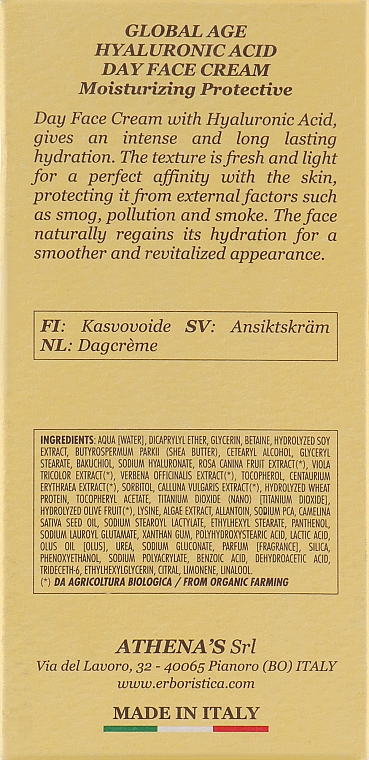 GLOBAL AGE
HYALURONIC ACID
DAY FACE CREAM
Moisturizing Protective
Day Face Cream with Hyaluronic Acid,
gives an intense and long lasting
hydration. The texture is fresh and light
for a perfect affinity with the skin,
protecting it from external factors such
as smog, pollution and smoke. The face
naturally regains its hydration for a
smoother and revitalized appearance.
FI: Kasvovoide SV: Ansiktskräm
NL: Dagcrème
INGREDIENTS: AQUA [WATER], DICAPRYLYL ETHER, GLYCERIN, BETAINE, HYDROLYZED SOY
EXTRACT, BUTYROSPERMUM PARKII (SHEA BUTTER), CETEARYL ALCOHOL, GLYCERYL
STEARATE, BAKUCHIOL, SODIUM HYALURONATE, ROSA CANINA FRUIT EXTRACT(*), VIOLA
TRICOLOR EXTRACT(*), VERBENA OFFICINALIS EXTRACT(*), TOCOPHEROL, CENTAURIUM
ERYTHRAEA EXTRACT(*), SORBITOL, CALLUNA VULGARIS EXTRACT(*), HYDROLYZED WHEAT
PROTEIN, TOCOPHERYL ACETATE, TITANIUM DIOXIDE (NANO) [TITANIUM DIOXIDE],
HYDROLYZED OLIVE FRUIT(*), LYSINE, ALGAE EXTRACT, ALLANTOIN, SODIUM PCA, CAMELINA
SATIVA SEED OIL, SODIUM STEAROYL LACTYLATE, ETHYLHEXYL STEARATE, PANTHENOL,
SODIUM LAUROYL GLUTAMATE, XANTHAN GUM, POLYHYDROXYSTEARIC ACID, LACTIC ACID,
OLUS OIL [OLUS], UREA, SODIUM GLUCONATE, PARFUM [FRAGRANCE], SILICA,
PHENOXYETHANOL, SODIUM POLYACRYLATE, BENZOIC ACID, DEHYDROACETIC ACID,
TRIDECETH-6, ETHYLHEXYLGLYCERIN, CITRAL, LIMONENE, LINALOOL.
(*) DA AGRICOLTURA BIOLOGICA / FROM ORGANIC FARMING
ATHENA'S Srl
Via del Lavoro, 32 - 40065 Pianoro (BO) ITALY
www.erboristica.com
MADE IN ITALY